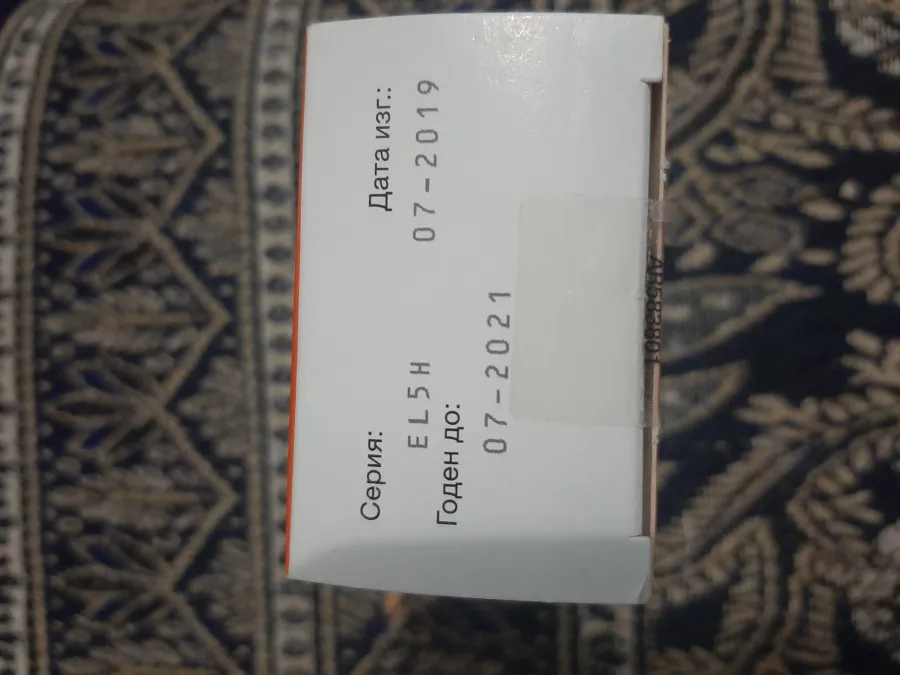 Серия: Дата изг.:
EL5H 07-2019
Годен до:
07-2021